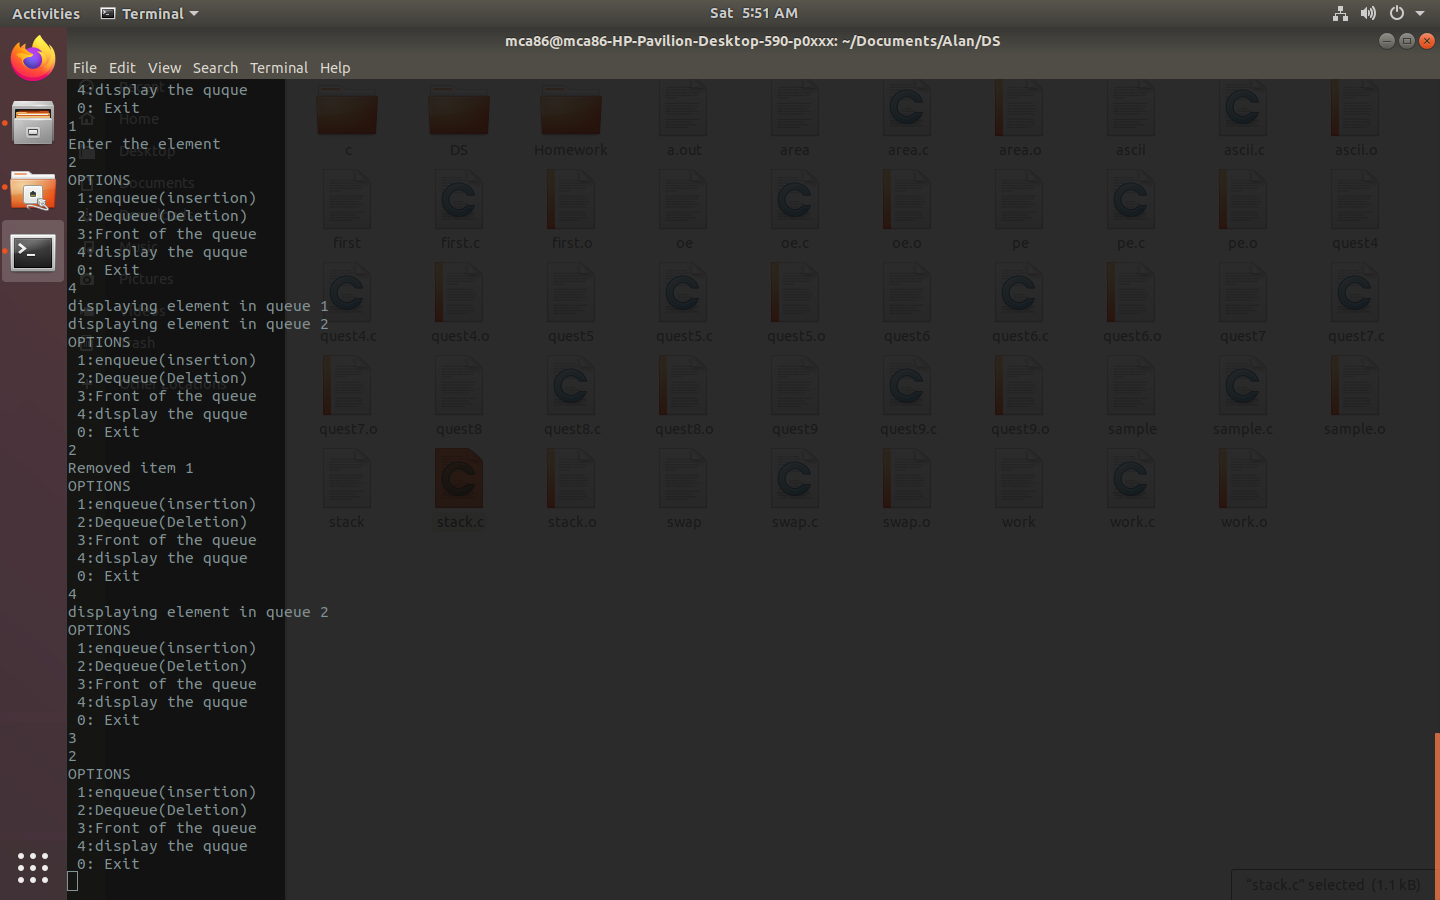 Activities Terminal Sat 5:51 AM
mca86@mca86-HP-Pavilion-Desktop-590-p0xxx: ~/Documents/Alan/DS
File Edit View Search Terminal Help
4:display the quque
0: Exit
1
Enter the element
2
OPTIONS
1:enqueue(insertion)
2:Dequeue(Deletion)
3:Front of the queue
4:display the quque
0: Exit
4
displaying element in queue 1
displaying element in queue 2
OPTIONS
1:enqueue(insertion)
2:Dequeue(Deletion)
3:Front of the queue
4:display the quque
0: Exit
2
Removed item 1
OPTIONS
1:enqueue(insertion)
2:Dequeue(Deletion)
3:Front of the queue
4:display the quque
0: Exit
4
displaying element in queue 2
OPTIONS
1:enqueue(insertion)
2:Dequeue(Deletion)
3:Front of the queue
4:display the quque
0: Exit
3
2
OPTIONS
1:enqueue(insertion)
2:Dequeue(Deletion)
3:Front of the queue
4:display the quque
0: Exit
Home
Desktop
Documents
Pictures
Trash
Other Locations
c DS Homework a.out area area.c area.o ascii ascii.c ascii.o
first first.c first.o oe oe.c oe.o pe pe.c pe.o quest4
quest4.c quest4.o quest5 quest5.c quest5.o quest6 quest6.c quest6.o quest7 quest7.c
quest7.o quest8 quest8.c quest8.o quest9 quest9.c quest9.o sample sample.c sample.o
stack stack.c stack.o swap swap.c swap.o work work.c work.o
"stack.c" selected (1.1 kB)